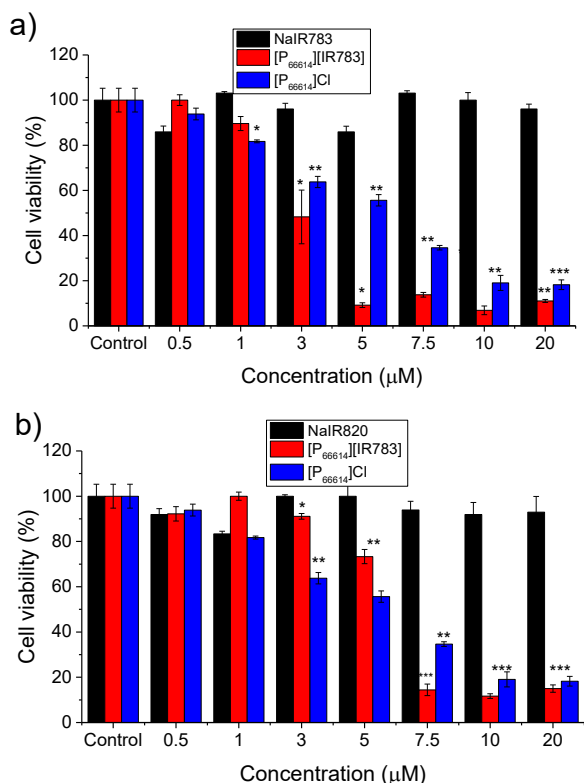 a)
NaIR783
[P66614][IR783]
[P66614]Cl
Cell viability (%)
120
100
80
60
40
20
0
*
**
*
**
*
**
**
**
***
**
Control 0.5 1 3 5 7.5 10 20
Concentration (μM)
b)
NaIR820
[P66614][IR783]
[P66614]Cl
Cell viability (%)
120
100
80
60
40
20
0
*
**
**
***
**
***
***
Control 0.5 1 3 5 7.5 10 20
Concentration (μM)